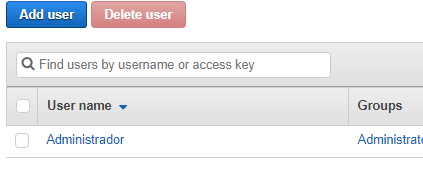 Add user Delete user
Find users by username or access key
User name Groups
Administrador